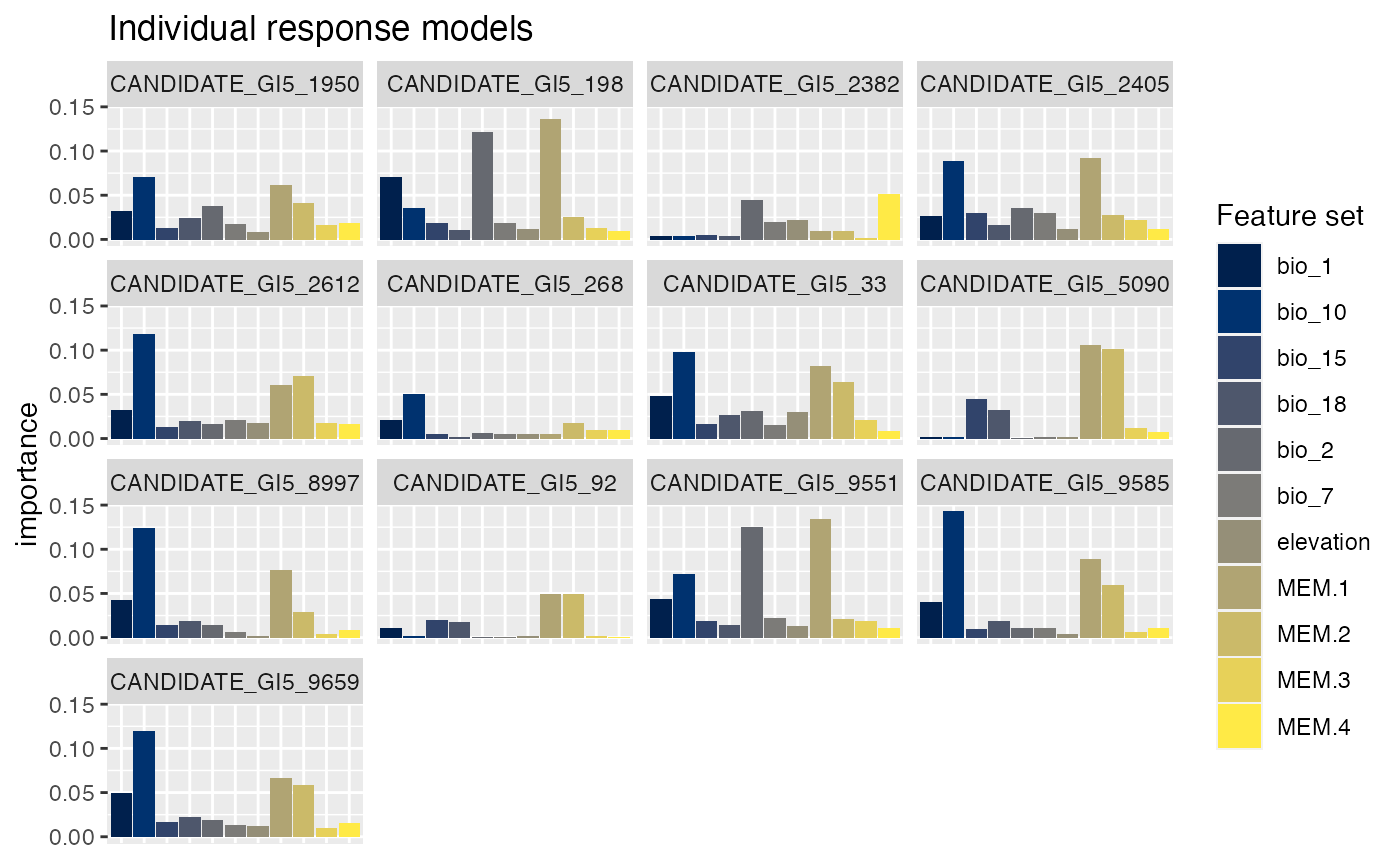 Individual response models
CANDIDATE_GI5_1950 CANDIDATE_GI5_198 CANDIDATE_GI5_2382 CANDIDATE_GI5_2405
0.15
0.10
0.05
0.00
CANDIDATE_GI5_2612 CANDIDATE_GI5_268 CANDIDATE_GI5_33 CANDIDATE_GI5_5090
0.15
0.10
0.05
0.00
CANDIDATE_GI5_8997 CANDIDATE_GI5_92 CANDIDATE_GI5_9551 CANDIDATE_GI5_9585
0.15
0.10
0.05
0.00
CANDIDATE_GI5_9659
0.15
0.10
0.05
0.00
importance
Feature set
bio_1
bio_10
bio_15
bio_18
bio_2
bio_7
elevation
MEM.1
MEM.2
MEM.3
MEM.4